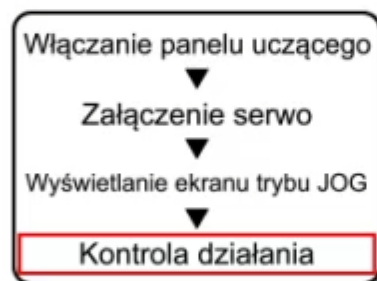 Włączanie panelu uczącego
▼
Załączenie serwo
▼
Wyświetlanie ekranu trybu JOG
▼
Kontrola działania